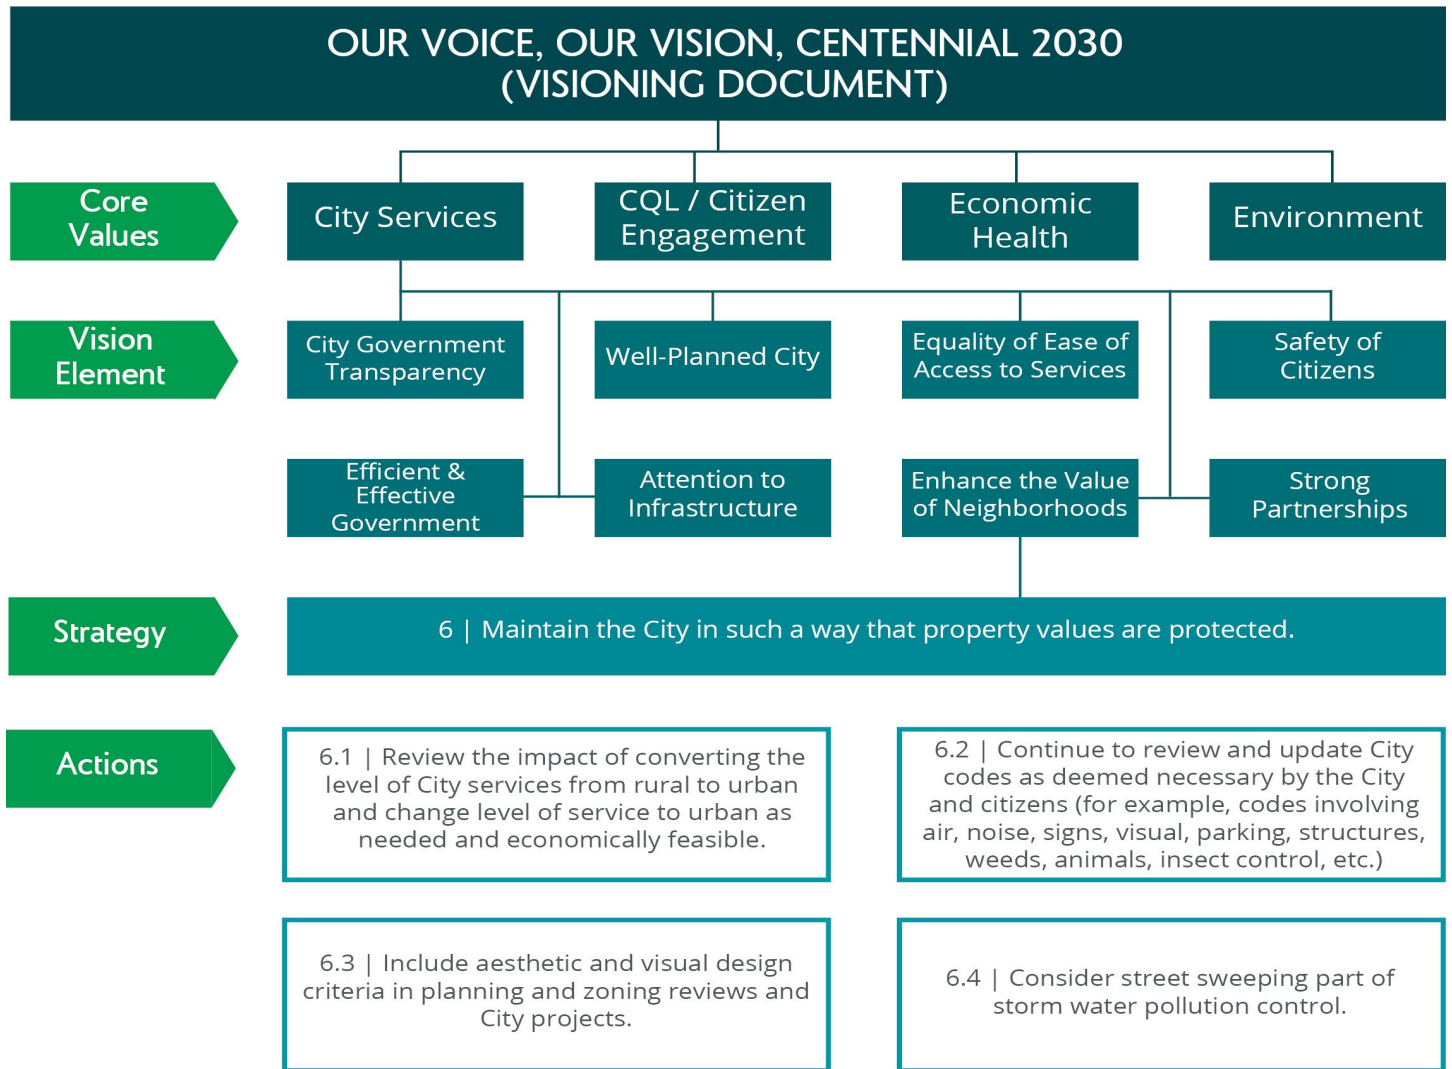 OUR VOICE, OUR VISION, CENTENNIAL 2030
(VISIONING DOCUMENT)
Core
Values
City Services
CQL / Citizen
Engagement
Economic
Health
Environment
Vision
Element
City Government
Transparency
Well-Planned City
Equality of Ease of
Access to Services
Safety of
Citizens
Efficient &
Effective
Government
Attention to
Infrastructure
Enhance the Value
of Neighborhoods
Strong
Partnerships
Strategy
6 | Maintain the City in such a way that property values are protected.
Actions
6.1 | Review the impact of converting the
level of City services from rural to urban
and change level of service to urban as
needed and economically feasible.
6.2 | Continue to review and update City
codes as deemed necessary by the City
and citizens (for example, codes involving
air, noise, signs, visual, parking, structures,
weeds, animals, insect control, etc.)
6.3 | Include aesthetic and visual design
criteria in planning and zoning reviews and
City projects.
6.4 | Consider street sweeping part of
storm water pollution control.